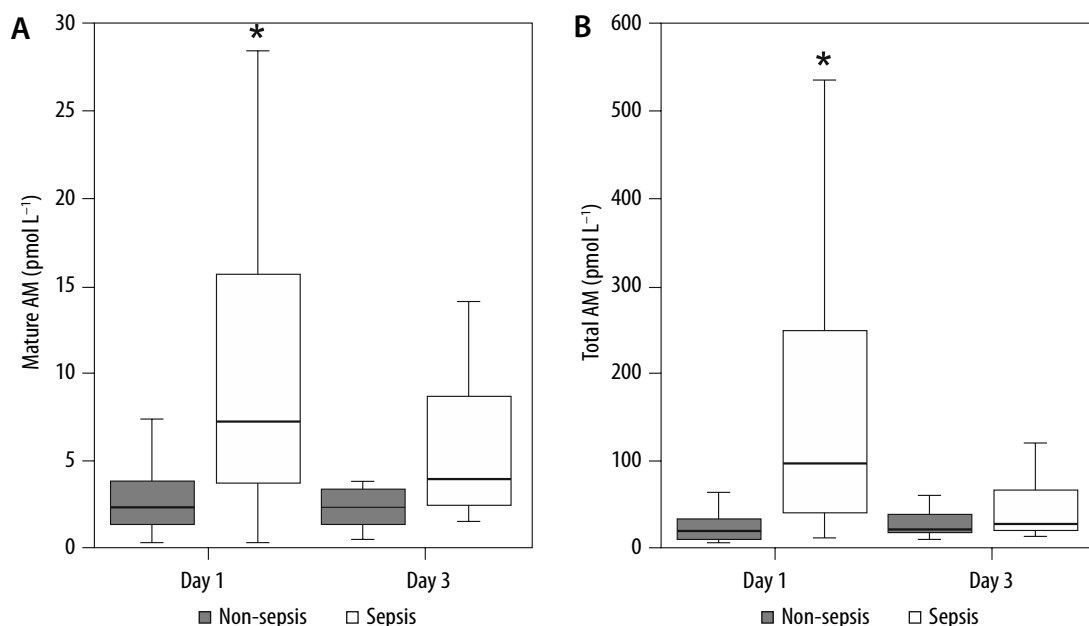 A
Mature AM (pmol L⁻¹)
30
25
20
15
10
5
0
*
Day 1
Day 3
Non-sepsis
Sepsis
B
Total AM (pmol L⁻¹)
600
500
400
300
200
100
0
*
Day 1
Day 3
Non-sepsis
Sepsis